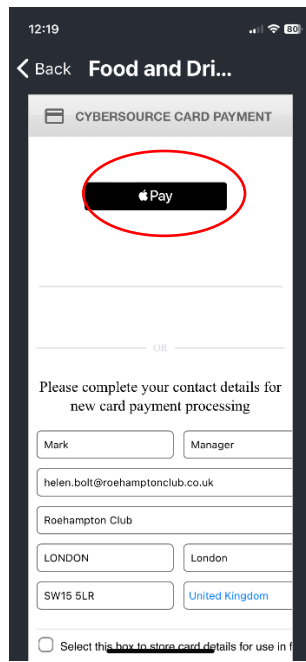 12:19 80
Back Food and Dri...
CYBERSOURCE CARD PAYMENT
Pay
OR
Please complete your contact details for
new card payment processing
Mark Manager
helen.bolt@roehamptonclub.co.uk
Roehampton Club
LONDON London
SW15 5LR United Kingdom
Select this box to store card details for use in f